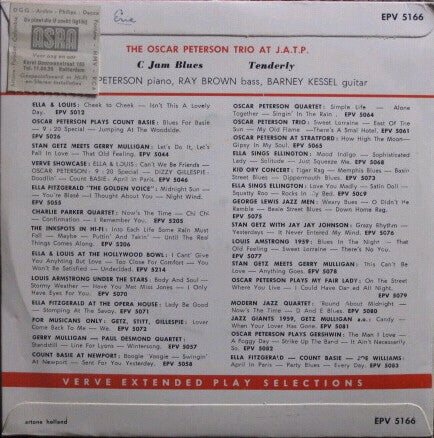 EPV 5166
THE OSCAR PETERSON TRIO AT J.A.T.P.
C Jam Blues Tenderly
PETERSON piano, RAY BROWN bass, BARNEY KESSEL guitar
ELLA & LOUIS: Cheek to Cheek — Isn't This A Lovely
Day. EPV 5012
OSCAR PETERSON PLAYS COUNT BASIE: Blues For Basie
— 9 : 20 Special — Jumping At The Woodside.
EPV 5026
STAN GETZ MEETS GERRY MULLIGAN: Let's Do It, Let's
Fall In Love — That Old Feeling. EPV 5044
VERVE SHOWCASE: ELLA & LOUIS: Can't We Be Friends —
OSCAR PETERSON: 9 : 20 Special — DIZZY GILLESPIE:
Doodlin' — Count BASIE: April In Paris EPV 5046
ELLA FITZGERALD "THE GOLDEN VOICE": Midnight Sun —
— You're Blasé — I Thought About You — Night Wind.
EPV 5055
CHARLIE PARKER QUARTET: Now's The Time — Chi Chi
— Confirmation — I Remember You. EPV 5305
THE INKSPOTS IN HI-FI: Into Each Life Some Rain Must
Fall — Maybe — Puttin' And Takin' — Until The Real
Things Comes Along. EPV 5206
ELLA & LOUIS AT THE HOLLYWOOD BOWL: I Cant' Give
You Anything But Love — Too Close For Comfort — You
Won't Be Satisfied — Undecided. EPV 5214
LOUIS ARMSTRONG UNDER THE STARS: Body And Soul —
Stormy Weather — Have You Met Miss Jones — I Only
Have Eyes For You. EPV 5070
ELLA FITZGERALD AT THE OPERA HOUSE: Lady Be Good
— Stomping At The Savoy. EPV 5071
FOR MUSICIANS ONLY: GETZ, STITT, GILLESPIE: Lover
Come Back To Me — We. EPV 5072
GERRY MULLIGAN — PAUL DESMOND QUARTET:
Standstill — Line For Lyons — Wintersong. EPV 5057
COUNT BASIE AT NEWPORT: Boogie Woogie — Swingin'
At Newport — Sent For You Yesterday. EPV 5058
OSCAR PETERSON QUARTET: Simple Life — Alone
Together — Singin' In The Rain. EPV 5064
OSCAR PETERSON TRIO: Sweet Lorraine — East Of The
Sun — My Old Flame — There's A Smal Hotel. EPV 5061
OSCAR PETERSON AT STRATFORD: How High The Moon—
Gipsy In My Soul. EPV 5065
ELLA SINGS ELLINGTON: Mood Indigo — Sophisticated
Lady — Solitude — Just Squeeze Me. EPV 5068
KID ORY CONCERT: Tiger Rag — Memphis Blues — Basin
Street Blues — Dippermouth Blues. EPV 5073
ELLA SINGS ELLINGTON: Love You Madly — Satin Doll —
Squatty Roo — Rocks In My Bed. EPV 5069
GEORGE LEWIS JAZZ MEN: Weary Blues — O Didn't He
Ramble — Beale Street Blues — Down Home Rag.
EPV 5075
STAN GETZ WITH JAY JAY JOHNSON: Crazy Rhythm —
Yesterdays — It Never Entered My Mind. EPV 5076
LOUIS AMSTRONG 1959: Blues In The Night — That
Old Feeling — Sweet Lorraine — There's No You.
EPV 5077
STAN GETZ MEETS GERRY MULLIGAN: This Can't Be
Love — Anything Goes. EPV 5078
OSCAR PETERSON PLAYS MY FAIR LADY: On The Street
Where You Live — I Could Have Danced All Night.
EPV 5079
MODERN JAZZ QUARTET: 'Round About Midnight —
Now's The Time — D And E Blues EPV 5080
JAZZ GIANTS 1959, GETZ, MULLIGAN a.o.: Candy —
When Your Lover Has Gone. EPV 5081
OSCAR PETERSON PLAYS GERSHWIN: The Man I Love —
A Foggy Day — Strike Up The Band — It Ain't Necessarily
So. EPV 5082
ELLA FITZGERALD — COUNT BASIE — JOE WILLIAMS:
April In Paris — Party Blues — Every Day. EPV 5083
VERVE EXTENDED PLAY SELECTIONS
artone holland
EPV 5166